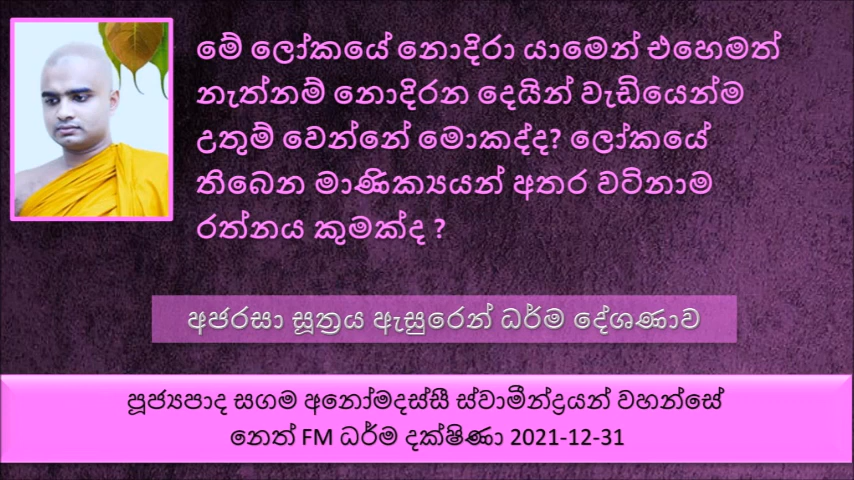 මේ ලෝකයේ නොදිරා යාමෙන් එහෙමත්
නැත්නම් නොදිරන දෙයින් වැඩියෙන්ම
උතුම් වෙන්නේ මොකද්ද? ලෝකයේ
තිබෙන මාණික්‍යයන් අතර වටිනාම
රත්නය කුමක්ද ?
අජරසා සූත්‍රය ඇසුරෙන් ධර්ම දේශණාව
පූජ්‍යපාද සගම අනෝමදස්සී ස්වාමීන්ද්‍රයන් වහන්සේ
නෙත් FM ධර්ම දක්ෂිණා 2021-12-31